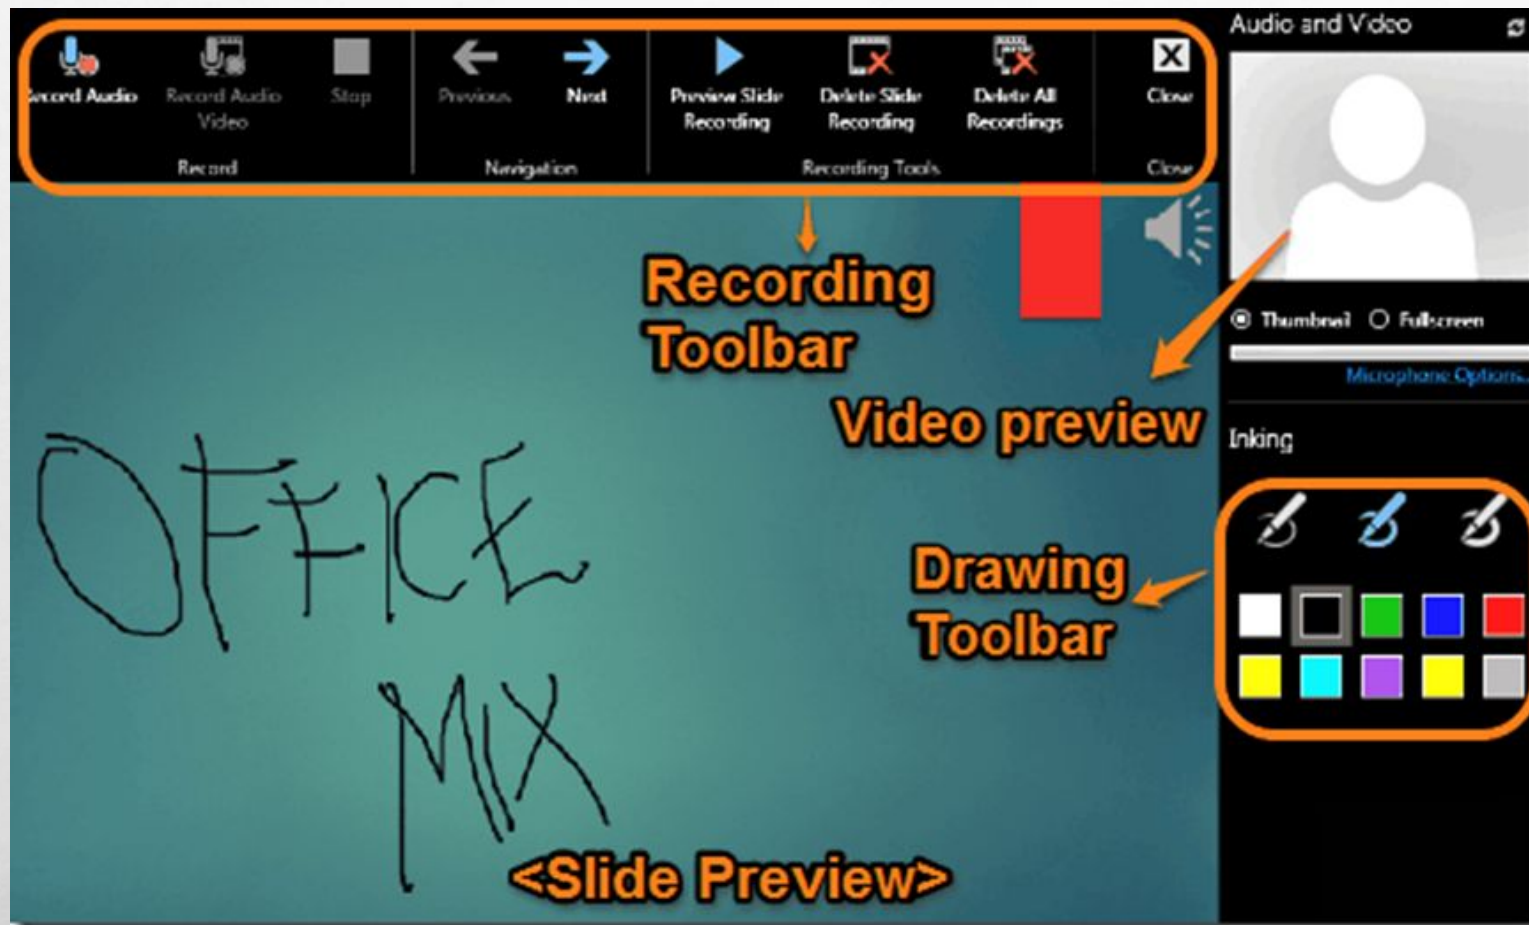 Record Audio
Record Audio Video
Stop
Record
Previous
Next
Navigation
Preview Slide Recording
Delete Slide Recording
Delete All Recordings
Recording Tools
Close
Close
Audio and Video
Thumbnail Fullscreen
Microphone Options...
Inking
Recording
Toolbar
Video preview
Drawing
Toolbar
OFFICE
MIX
<Slide Preview>